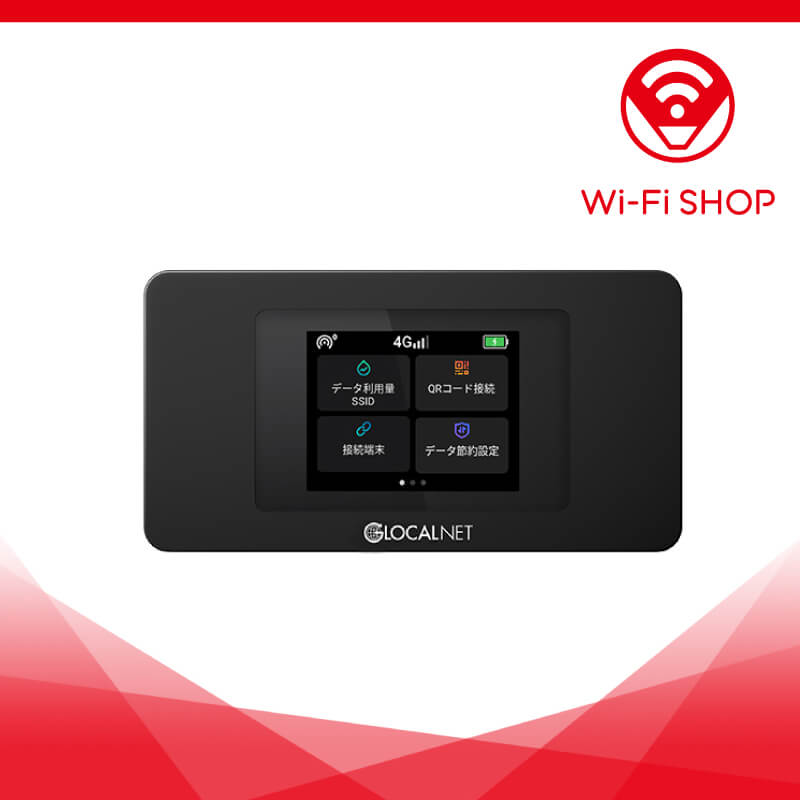 Wi-Fi SHOP
4G
データ利用量
SSID
QRコード接続
接続端末
データ節約設定
GLOCALNET